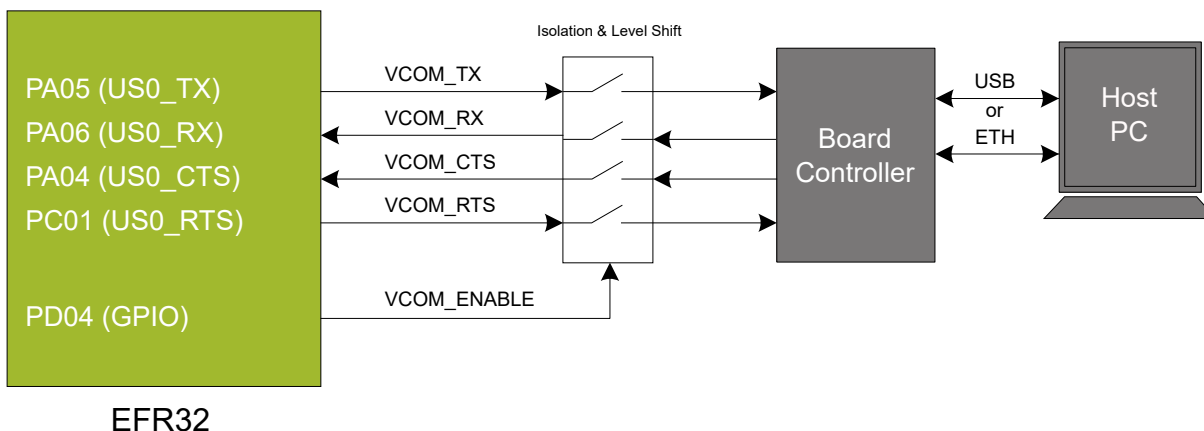 Isolation & Level Shift
PA05 (US0_TX)
PA06 (US0_RX)
PA04 (US0_CTS)
PC01 (US0_RTS)
PD04 (GPIO)
EFR32
VCOM_TX
VCOM_RX
VCOM_CTS
VCOM_RTS
VCOM_ENABLE
Board
Controller
USB
or
ETH
Host
PC